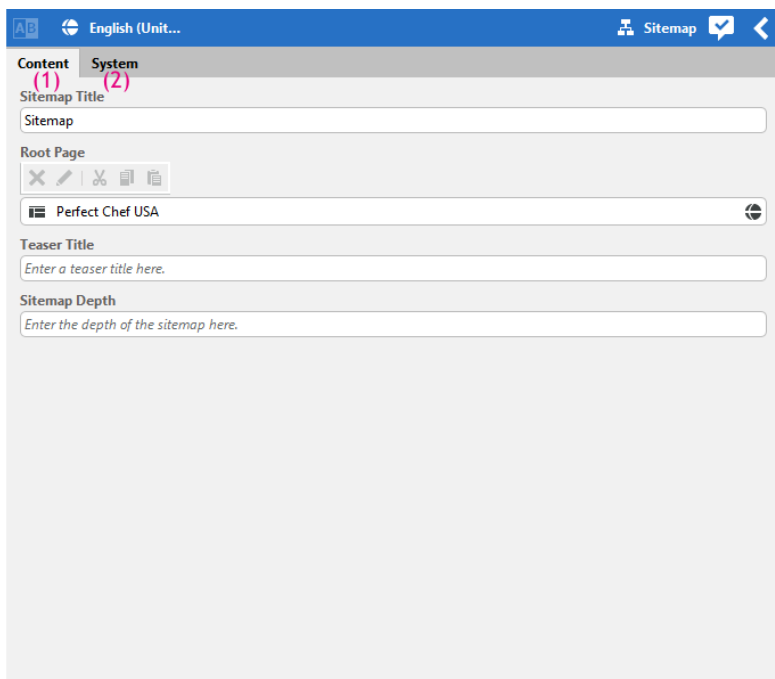 AB English (Unit... Sitemap
Content System
(1) (2)
Sitemap Title
Sitemap
Root Page
Perfect Chef USA
Teaser Title
Enter a teaser title here.
Sitemap Depth
Enter the depth of the sitemap here.